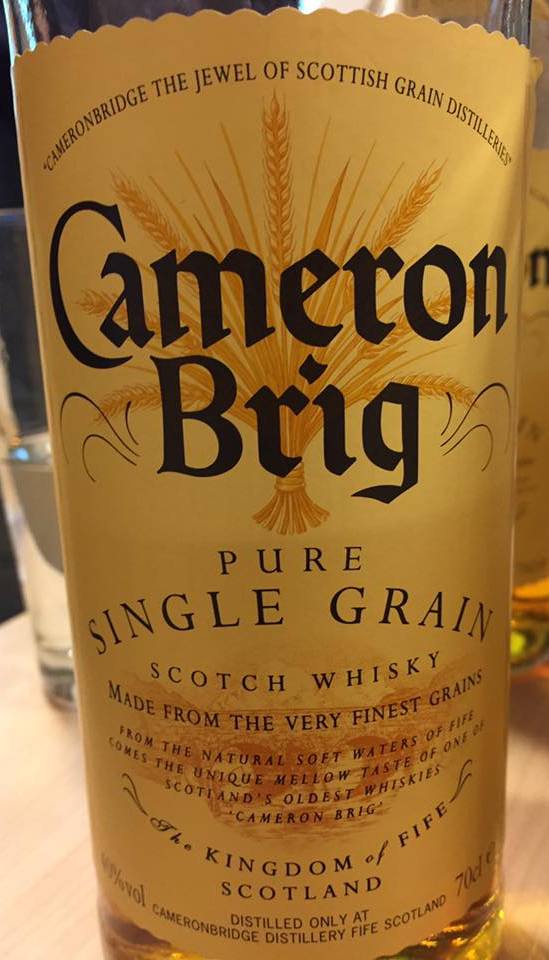 "CAMERONBRIDGE THE JEWEL OF SCOTTISH GRAIN DISTILLERIES"
Cameron
Brig
PURE
SINGLE GRAIN
SCOTCH WHISKY
MADE FROM THE VERY FINEST GRAINS
FROM THE NATURAL SOFT WATERS OF FIFE
COMES THE UNIQUE MELLOW TASTE OF ONE OF
SCOTLAND'S OLDEST WHISKIES
'CAMERON BRIG'
The KINGDOM of FIFE
SCOTLAND
40%vol
70cl e
DISTILLED ONLY AT
CAMERONBRIDGE DISTILLERY FIFE SCOTLAND